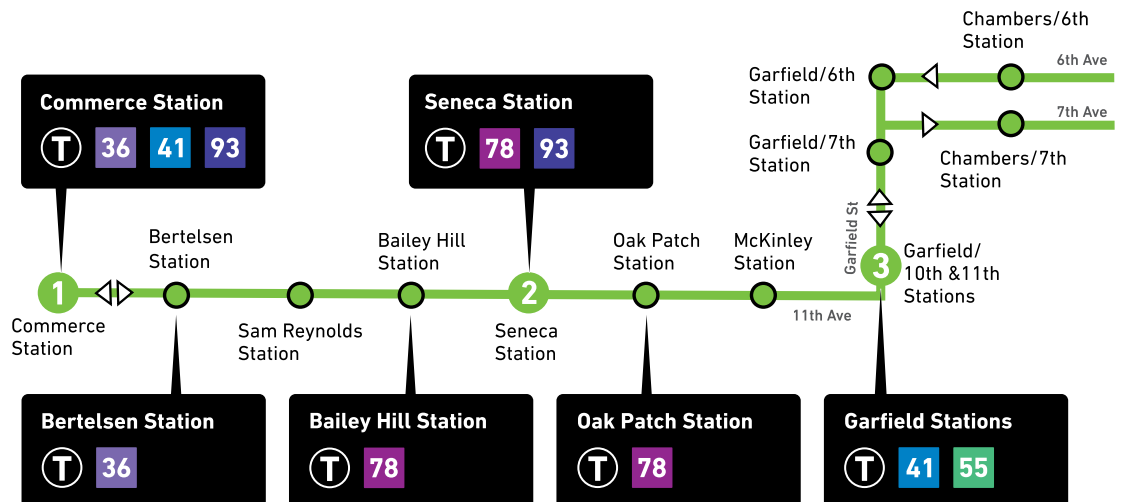 Chambers/6th
Station
6th Ave
Garfield/6th
Station
7th Ave
Commerce Station
T 36 41 93
Seneca Station
T 78 93
Garfield/7th
Station
Chambers/7th
Station
Garfield St
Bertelsen
Station
Bailey Hill
Station
Oak Patch
Station
McKinley
Station
3
Garfield/
10th &11th
Stations
1
2
11th Ave
Commerce
Station
Sam Reynolds
Station
Seneca
Station
Bertelsen Station
T 36
Bailey Hill Station
T 78
Oak Patch Station
T 78
Garfield Stations
T 41 55